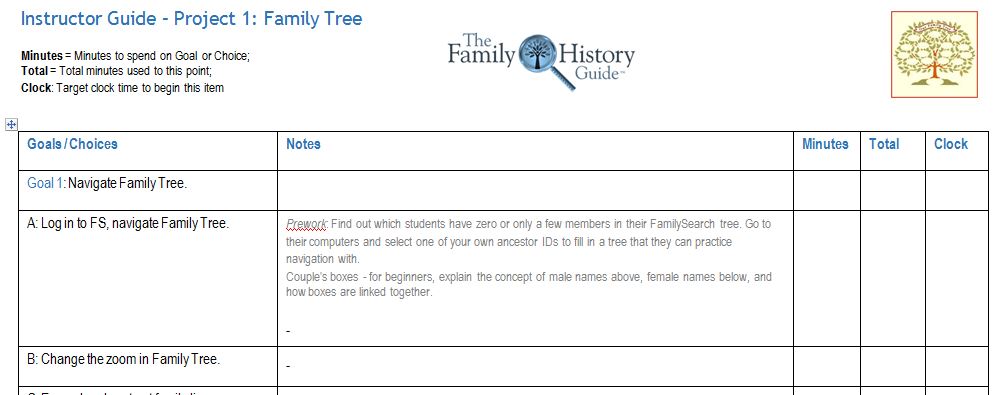 Instructor Guide - Project 1: Family Tree
Minutes = Minutes to spend on Goal or Choice;
Total = Total minutes used to this point;
Clock: Target clock time to begin this item
The
Family History
Guide™
Goals / Choices
Notes
Minutes
Total
Clock
Goal 1: Navigate Family Tree.
A: Log in to FS, navigate Family Tree.
Prework: Find out which students have zero or only a few members in their FamilySearch tree. Go to
their computers and select one of your own ancestor IDs to fill in a tree that they can practice
navigation with.
Couple's boxes - for beginners, explain the concept of male names above, female names below, and
how boxes are linked together.
-
B: Change the zoom in Family Tree.
-